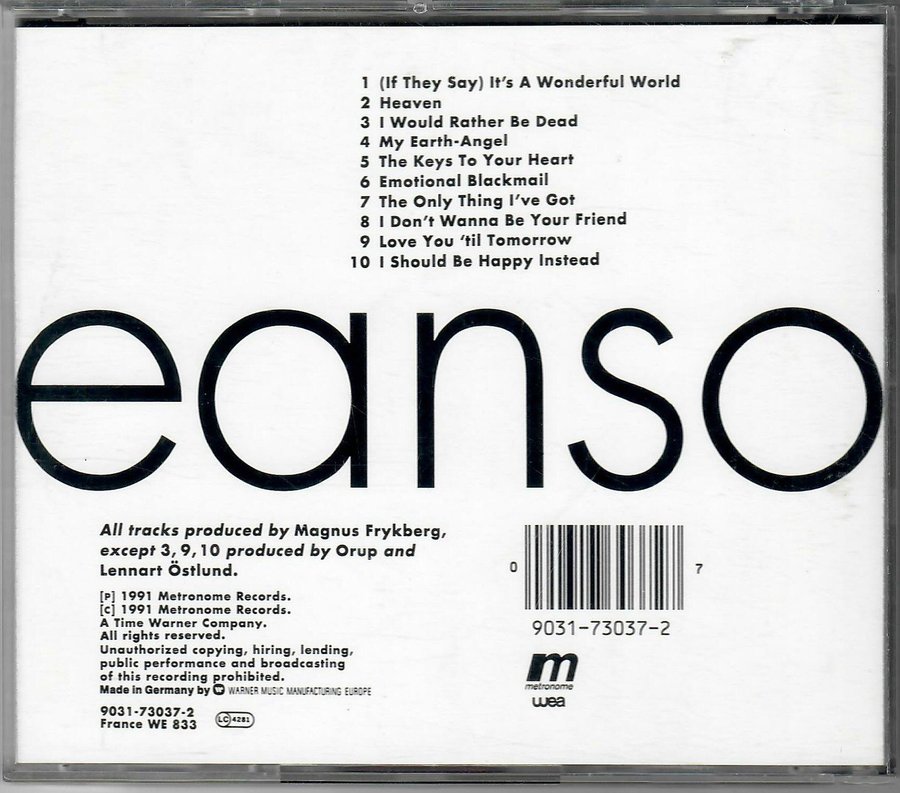 1 (If They Say) It's A Wonderful World
2 Heaven
3 I Would Rather Be Dead
4 My Earth-Angel
5 The Keys To Your Heart
6 Emotional Blackmail
7 The Only Thing I've Got
8 I Don't Wanna Be Your Friend
9 Love You 'til Tomorrow
10 I Should Be Happy Instead
eanso
All tracks produced by Magnus Frykberg,
except 3, 9, 10 produced by Orup and
Lennart Östlund.
[P] 1991 Metronome Records.
[C] 1991 Metronome Records.
A Time Warner Company.
All rights reserved.
Unauthorized copying, hiring, lending,
public performance and broadcasting
of this recording prohibited.
Made in Germany by WARNER MUSIC MANUFACTURING EUROPE
9031-73037-2
France WE 833 LC 4281
0 7
9031-73037-2
m
metronome
wea